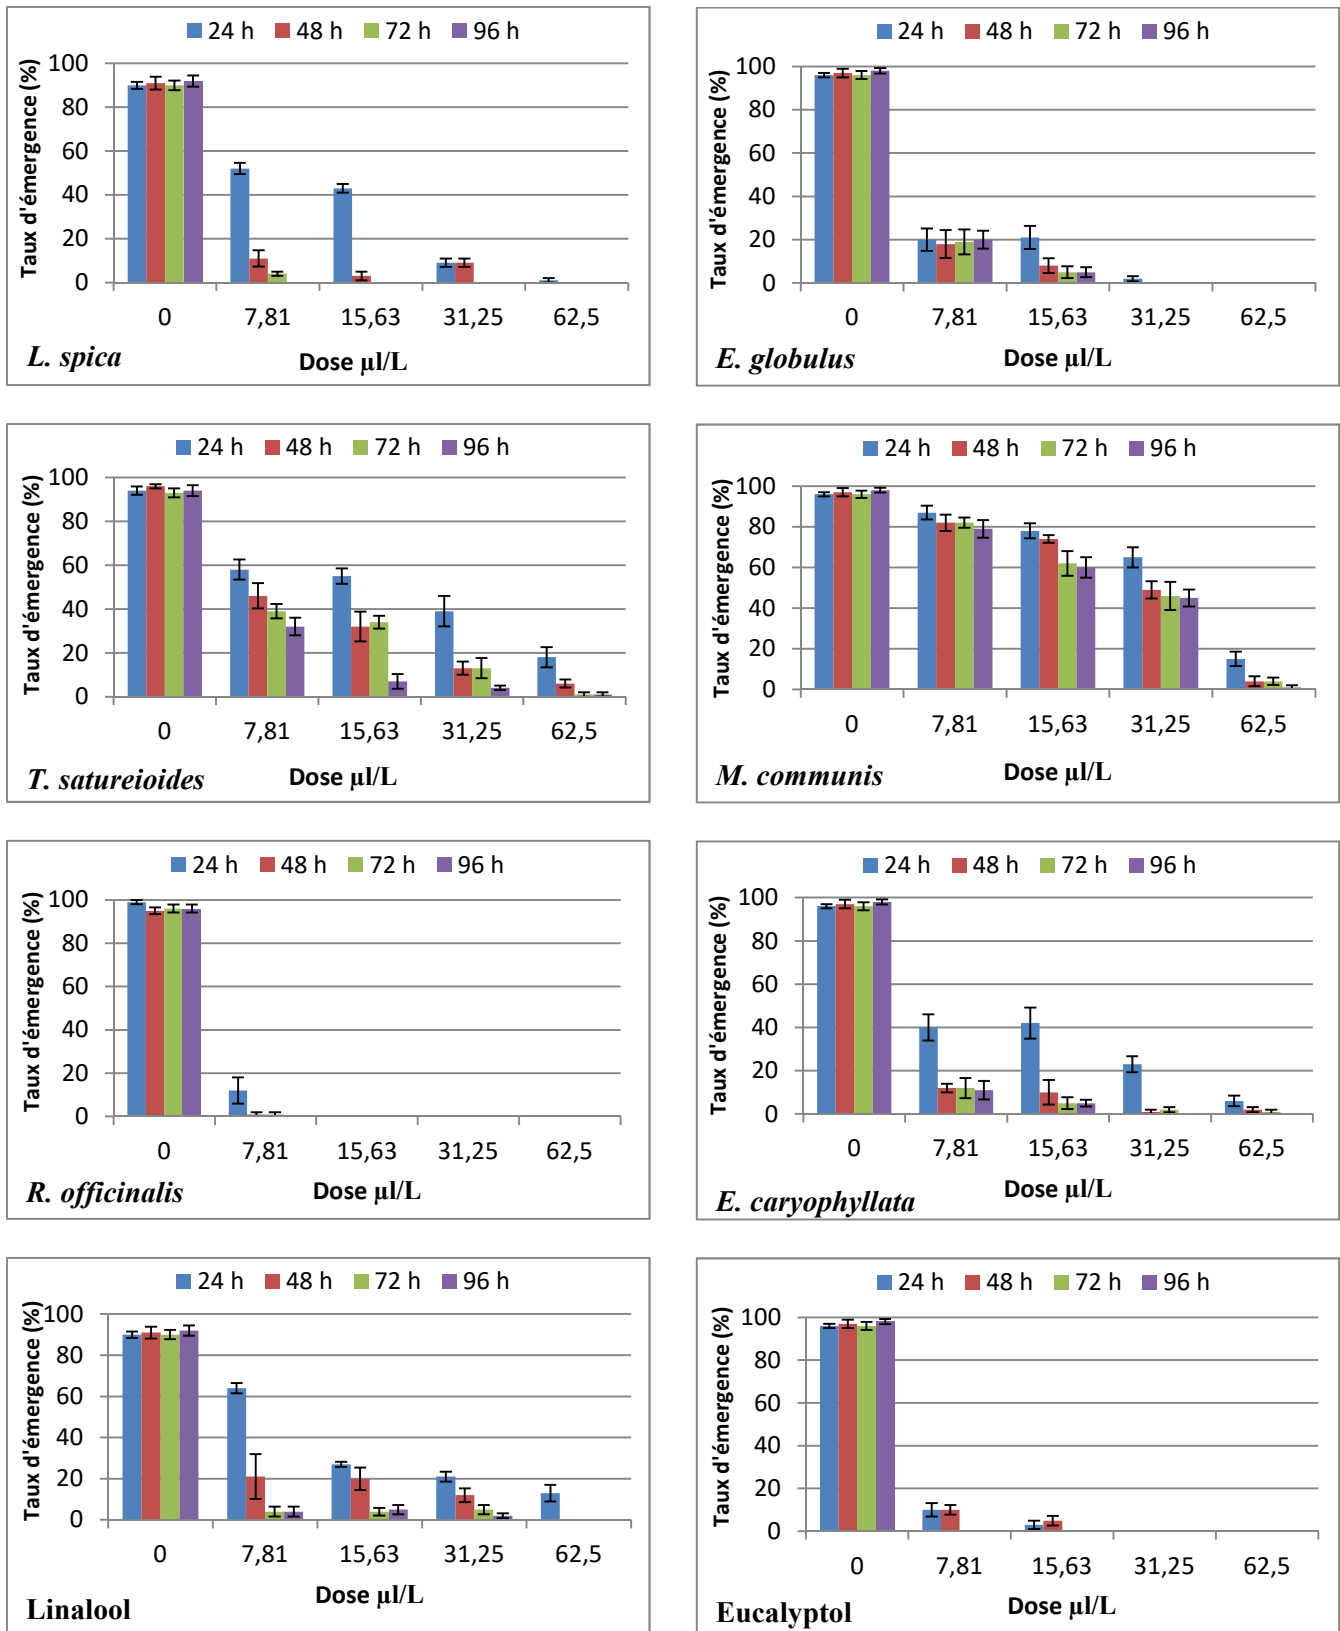 24 h 48 h 72 h 96 h
Taux d'émergence (%)
100
80
60
40
20
0
0 7,81 15,63 31,25 62,5
L. spica Dose µl/L
24 h 48 h 72 h 96 h
Taux d'émergence (%)
100
80
60
40
20
0
0 7,81 15,63 31,25 62,5
E. globulus Dose µl/L
24 h 48 h 72 h 96 h
Taux d'émergence (%)
100
80
60
40
20
0
0 7,81 15,63 31,25 62,5
T. satureioides Dose µl/L
24 h 48 h 72 h 96 h
Taux d'émergence (%)
100
80
60
40
20
0
0 7,81 15,63 31,25 62,5
M. communis Dose µl/L
24 h 48 h 72 h 96 h
Taux d'émergence (%)
100
80
60
40
20
0
0 7,81 15,63 31,25 62,5
R. officinalis Dose µl/L
24 h 48 h 72 h 96 h
Taux d'émergence (%)
100
80
60
40
20
0
0 7,81 15,63 31,25 62,5
E. caryophyllata Dose µl/L
24 h 48 h 72 h 96 h
Taux d'émergence (%)
100
80
60
40
20
0
0 7,81 15,63 31,25 62,5
Linalool Dose µl/L
24 h 48 h 72 h 96 h
Taux d'émergence (%)
100
80
60
40
20
0
0 7,81 15,63 31,25 62,5
Eucalyptol Dose µl/L